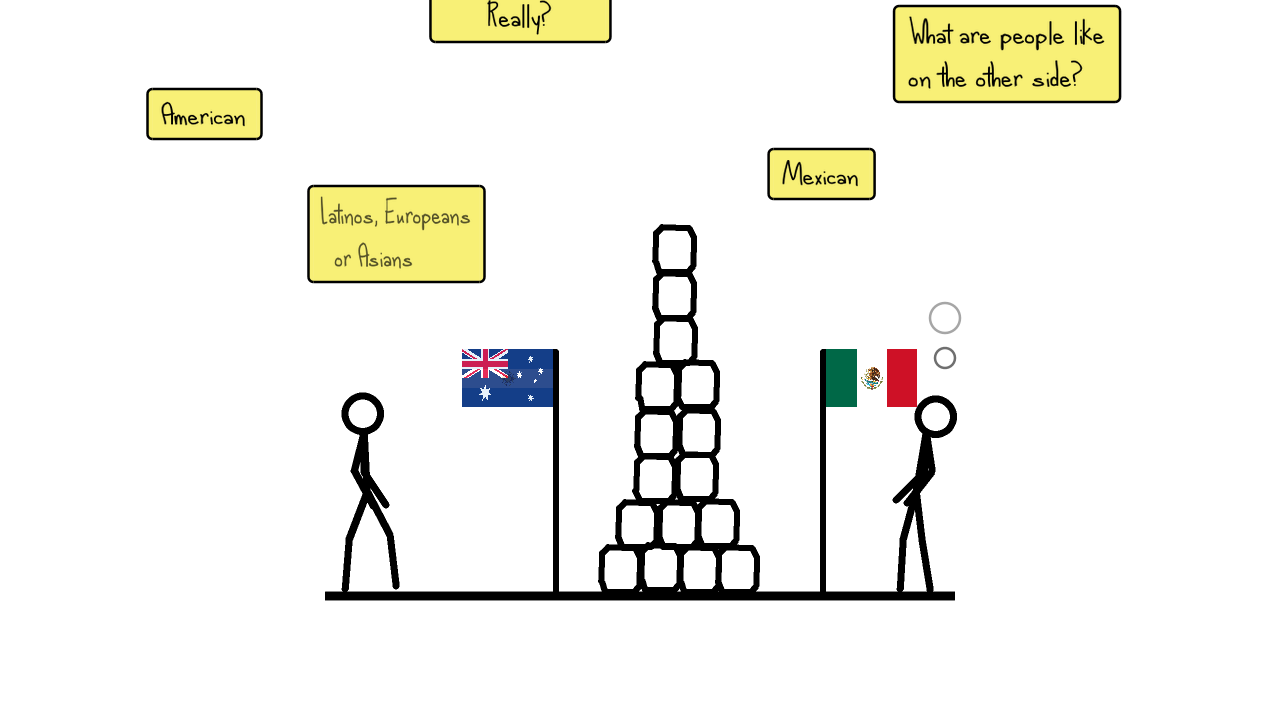 Really?
What are people like
on the other side?
American
Mexican
Latinos, Europeans
or Asians